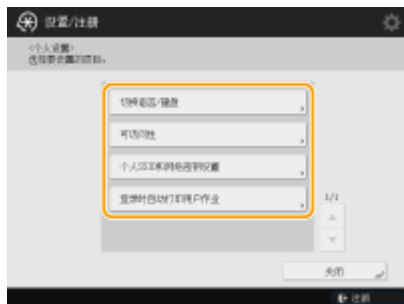 设置/注册
<个人设置>
选择要设置的项目。
切换语言/键盘
可访问性
个人SSID和网络密钥设置
登录时自动打印用户作业
1/1
关闭
注销